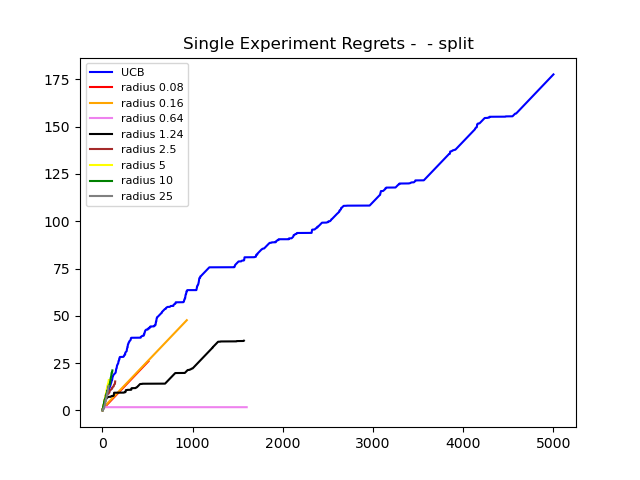 Single Experiment Regrets -  - split
UCB
radius 0.08
radius 0.16
radius 0.64
radius 1.24
radius 2.5
radius 5
radius 10
radius 25
175
150
125
100
75
50
25
0
0 1000 2000 3000 4000 5000